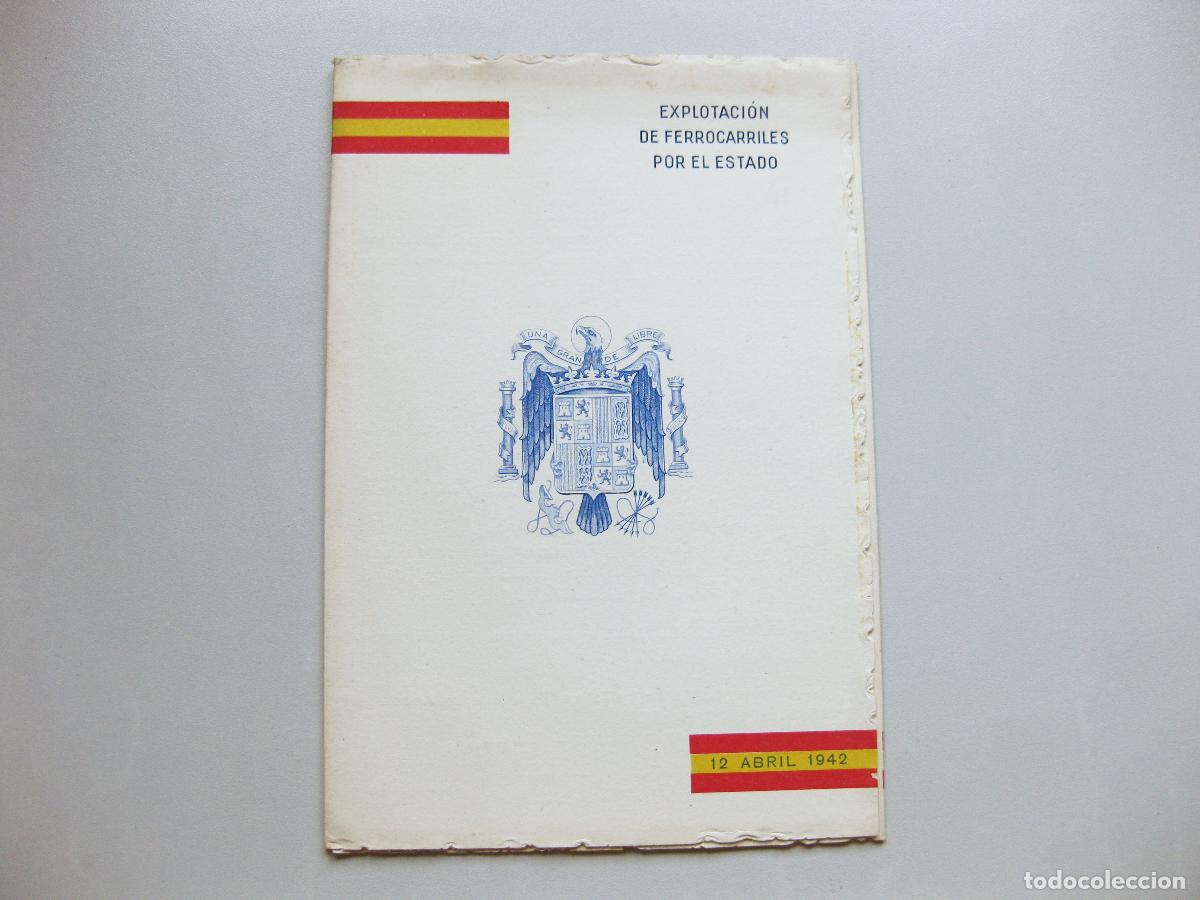 EXPLOTACIÓN
DE FERROCARRILES
POR EL ESTADO
UNA GRANDE LIBRE
12 ABRIL 1942
todocoleccion